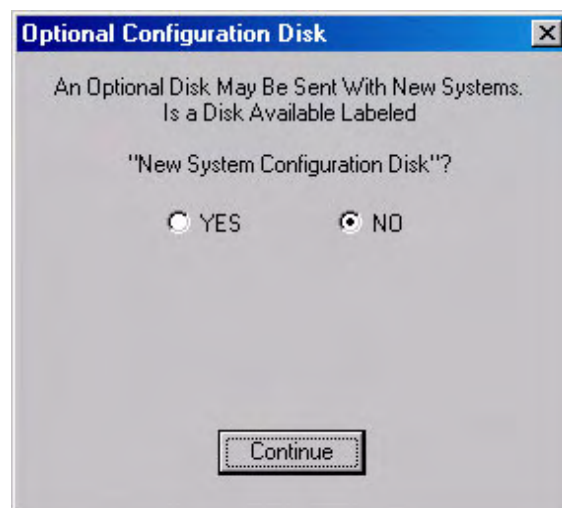 Optional Configuration Disk
An Optional Disk May Be Sent With New Systems.
Is a Disk Available Labeled
"New System Configuration Disk"?
YES NO
Continue